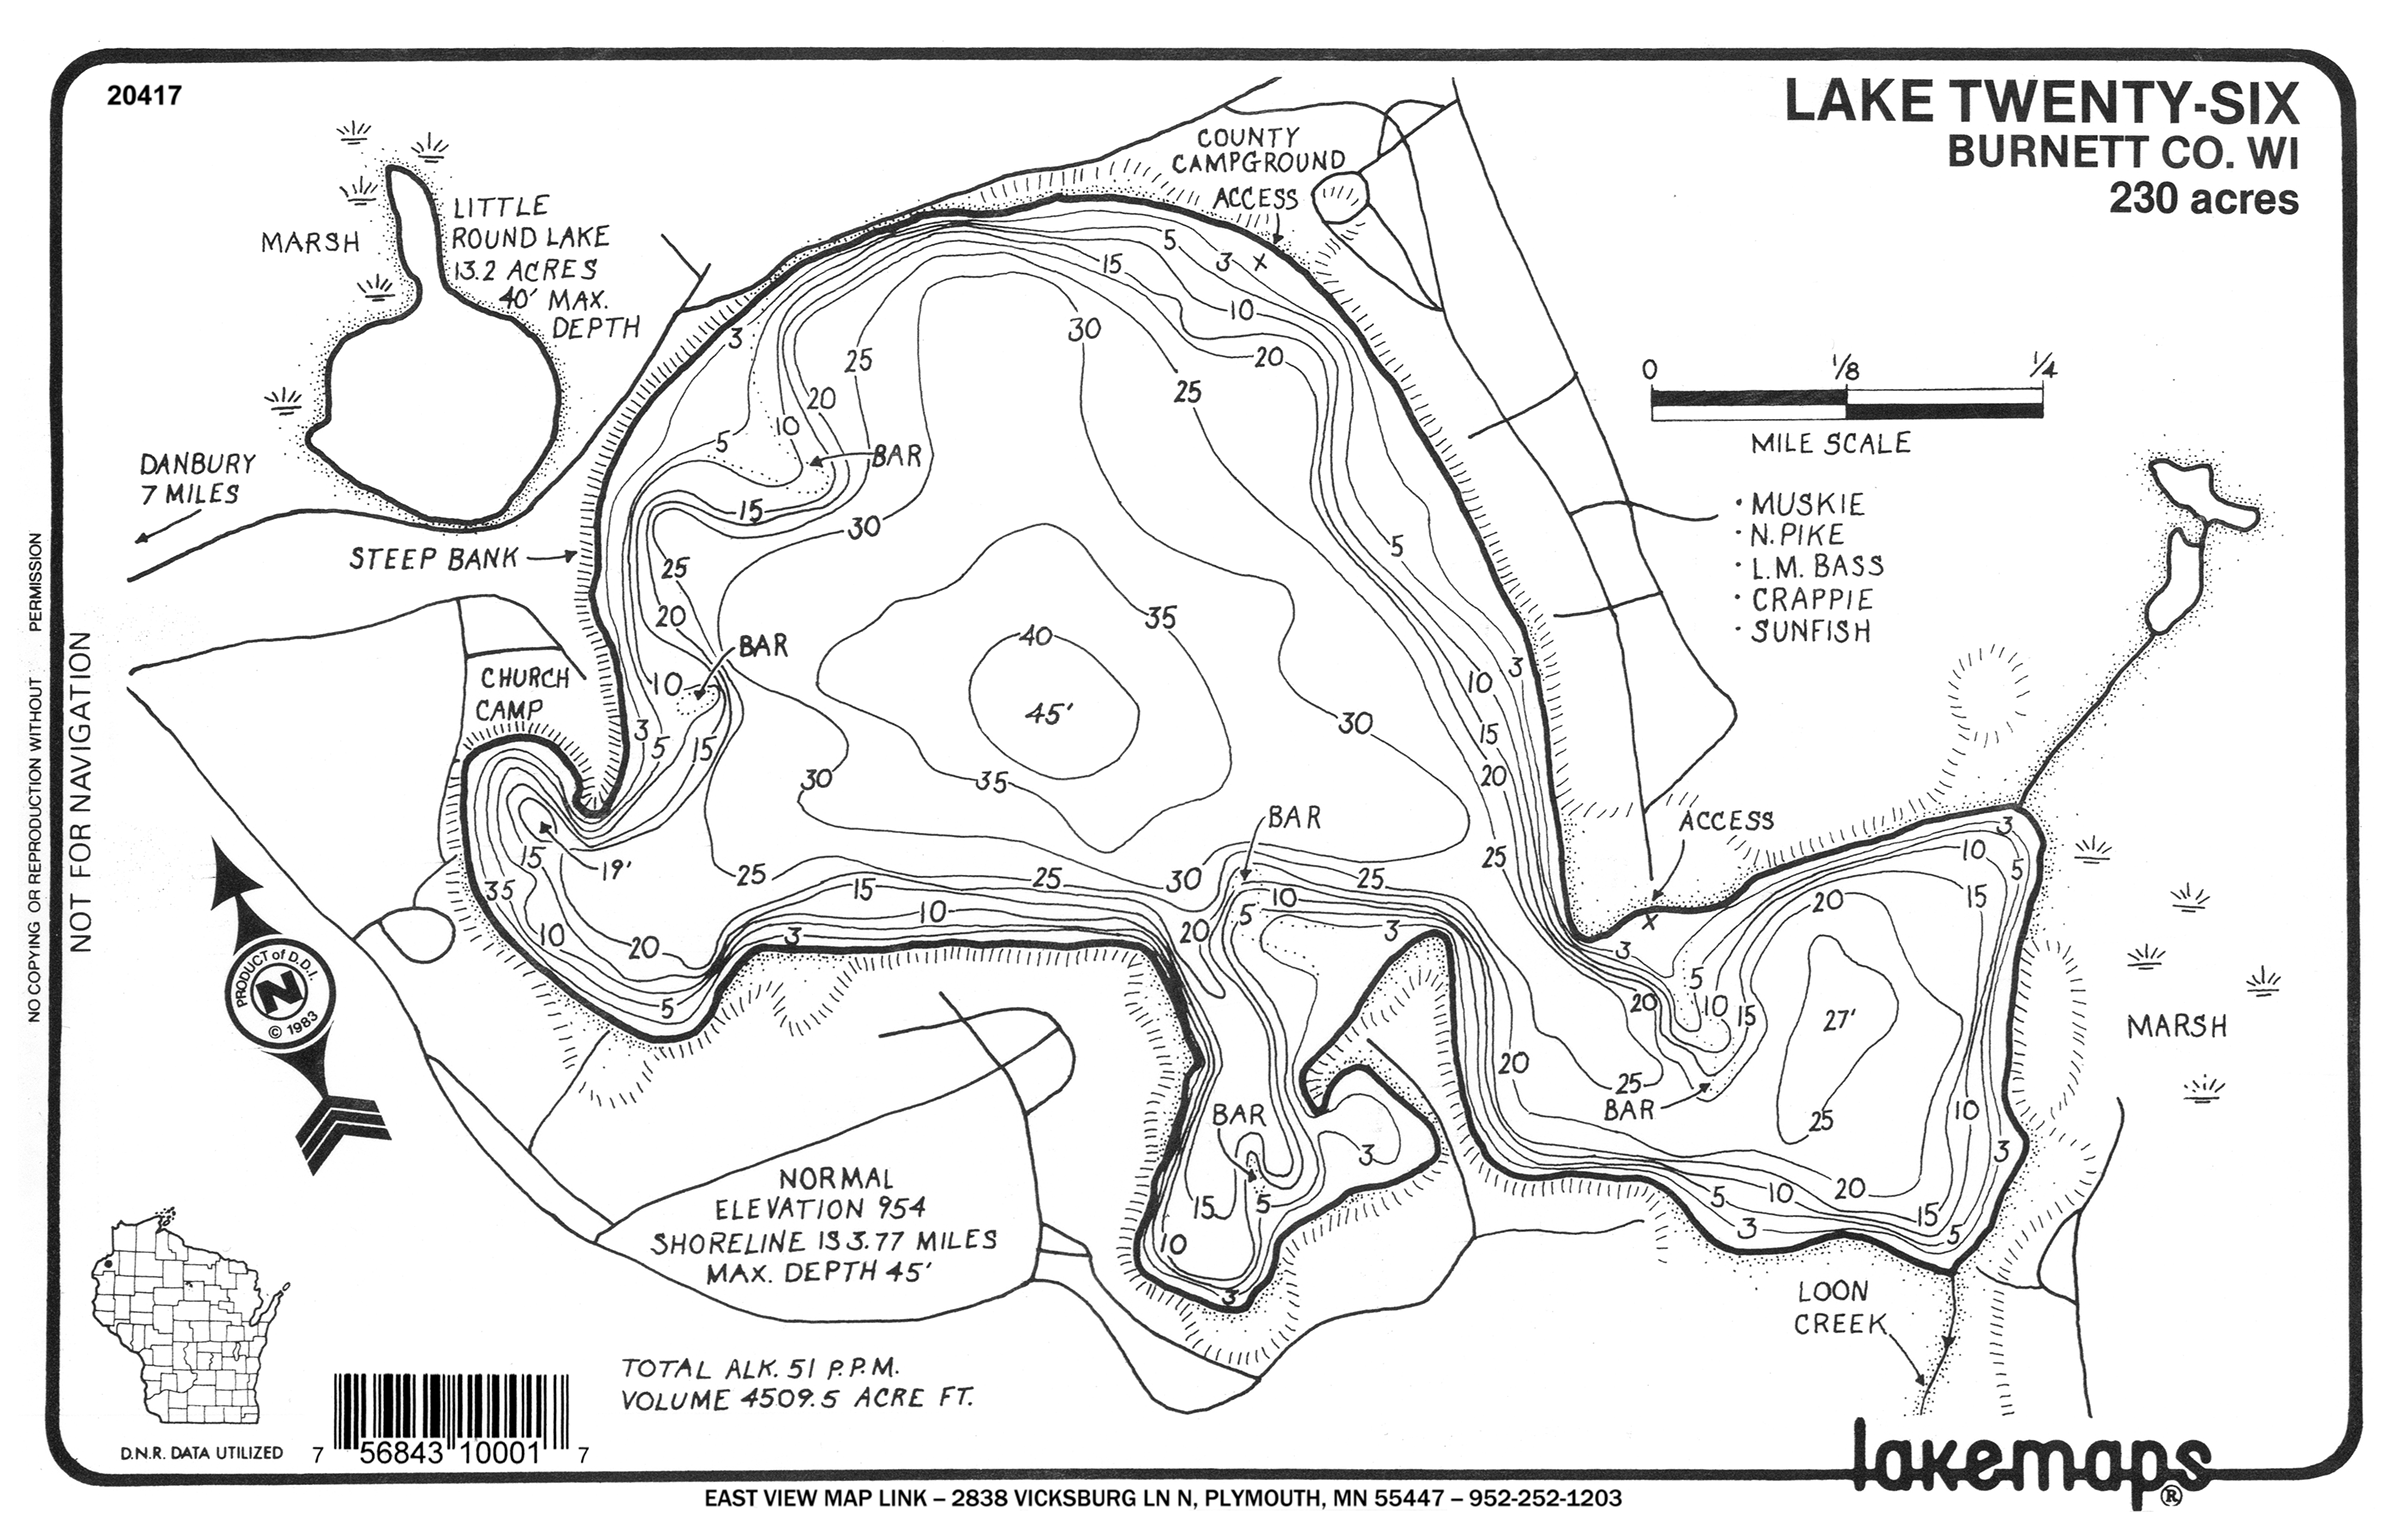 20417
LAKE TWENTY-SIX
BURNETT CO. WI
230 acres
COUNTY
CAMPGROUND
ACCESS
LITTLE
ROUND LAKE
13.2 ACRES
40' MAX.
DEPTH
MARSH
DANBURY
7 MILES
STEEP BANK
CHURCH
CAMP
0 1/8 1/4
MILE SCALE
• MUSKIE
• N. PIKE
• L.M. BASS
• CRAPPIE
• SUNFISH
5
3 X
15
10
30
3
25
20
25
20
5
10
BAR
15
30
25
5
20
35
40
BAR
10
3
10
45'
30
3
5
15
15
30
35
20
BAR
ACCESS
3
15
19'
25
10
5
35
25
15
25
30
25
20
15
10
10
5
3
X
10
20
20
3
3
5
5
20
10
15
27'
MARSH
20
25
BAR
25
10
BAR
3
3
15
5
5
10
20
3
15
5
10
3
LOON
CREEK
NORMAL
ELEVATION 954
SHORELINE IS 3.77 MILES
MAX. DEPTH 45'
TOTAL ALK. 51 P.P.M.
VOLUME 4509.5 ACRE FT.
PRODUCT of D.D.I.
N
© 1983
D.N.R. DATA UTILIZED
7 56843 10001 7
NOT FOR NAVIGATION
NO COPYING OR REPRODUCTION WITHOUT PERMISSION
lakemaps®
EAST VIEW MAP LINK – 2838 VICKSBURG LN N, PLYMOUTH, MN 55447 – 952-252-1203